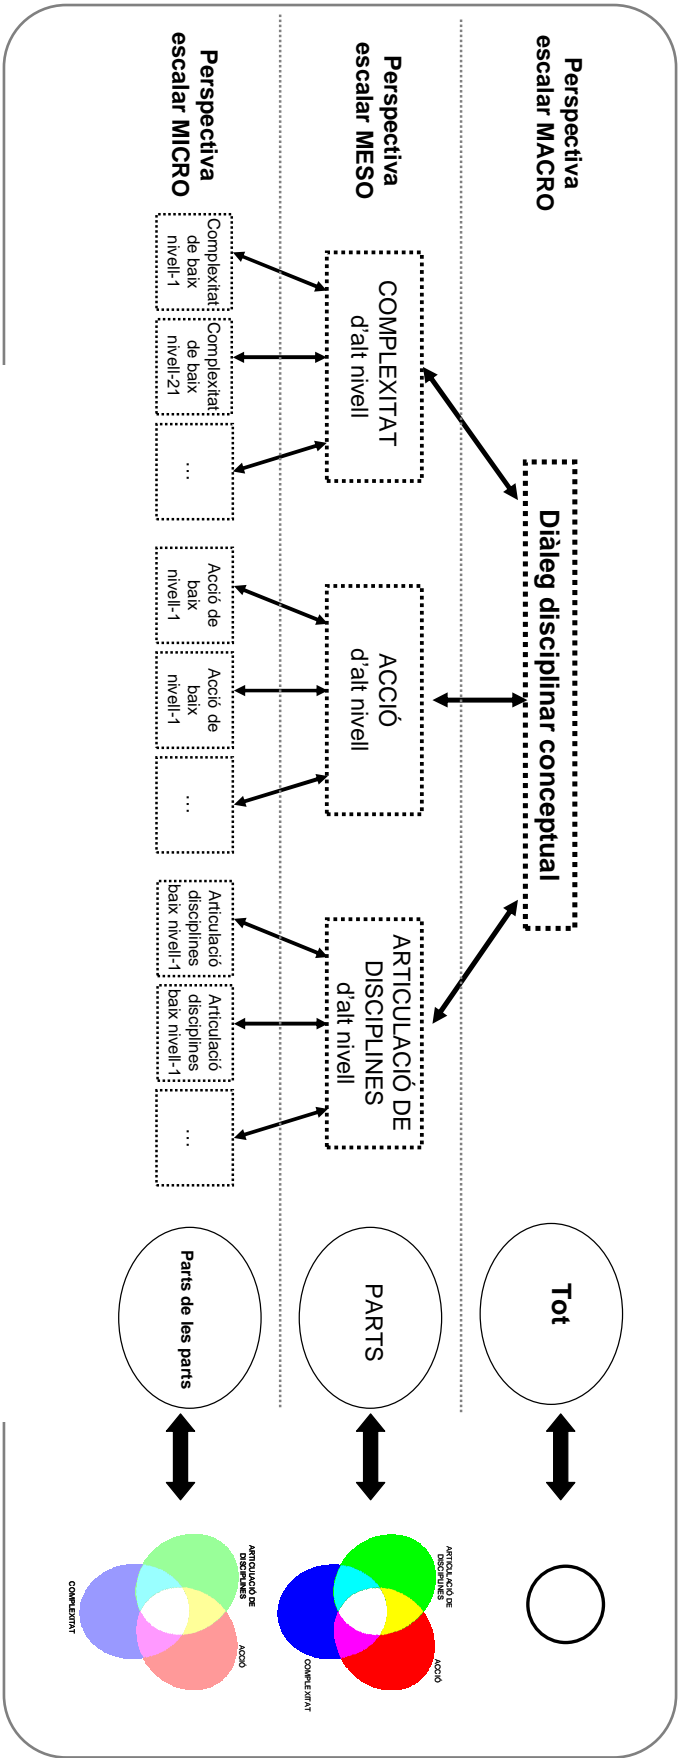 Perspectiva
escalar MACRO
Diàleg disciplinar conceptual
Tot
Perspectiva
escalar MESO
COMPLEXITAT
d'alt nivell
ACCIÓ
d'alt nivell
ARTICULACIÓ DE
DISCIPLINES
d'alt nivell
PARTS
ARTICULACIÓ DE
DISCIPLINES
ACCIÓ
COMPLEXITAT
Perspectiva
escalar MICRO
Complexitat
de baix
nivell-1
Complexitat
de baix
nivell-21
...
Acció de
baix
nivell-1
Acció de
baix
nivell-1
...
Articulació
disciplines
baix nivell-1
Articulació
disciplines
baix nivell-1
...
Parts de les parts
ARTICULACIÓ DE
DISCIPLINES
ACCIÓ
COMPLEXITAT